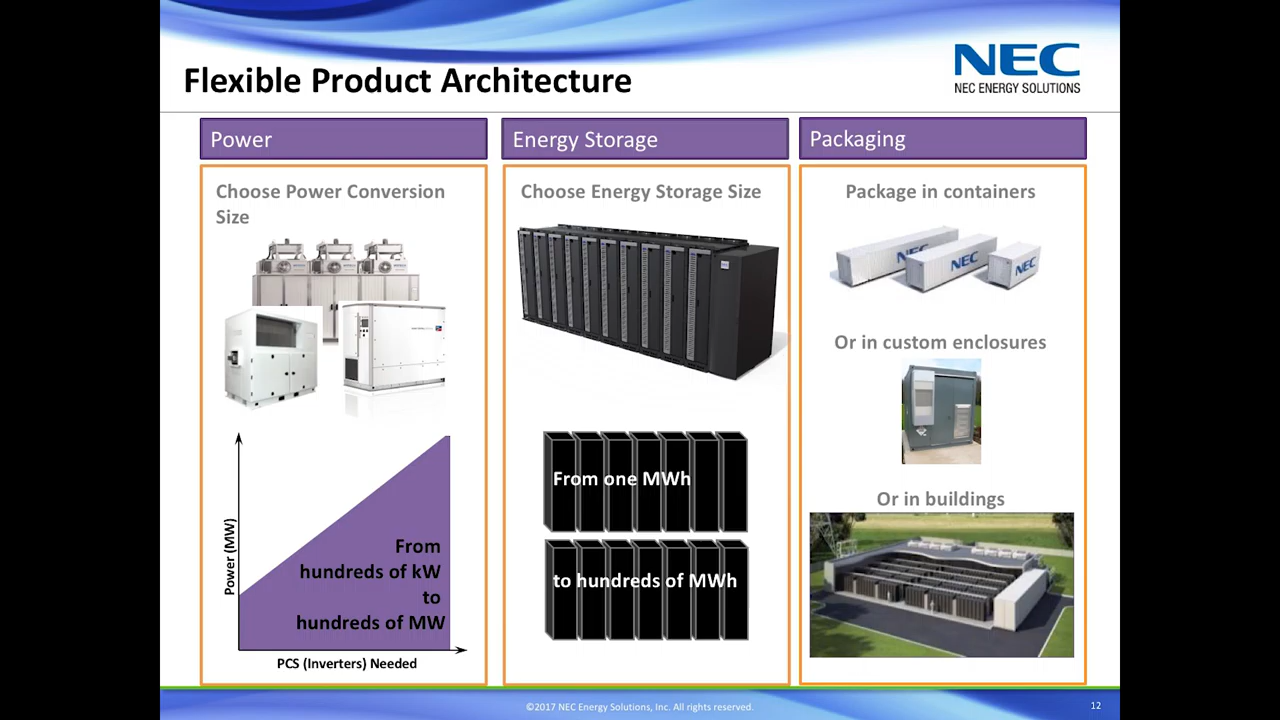 Flexible Product Architecture
NEC
NEC ENERGY SOLUTIONS
Power
Choose Power Conversion
Size
Power (MW)
From
hundreds of kW
to
hundreds of MW
PCS (Inverters) Needed
Energy Storage
Choose Energy Storage Size
From one MWh
to hundreds of MWh
Packaging
Package in containers
NEC
NEC
NEC
Or in custom enclosures
Or in buildings
©2017 NEC Energy Solutions, Inc. All rights reserved.
12